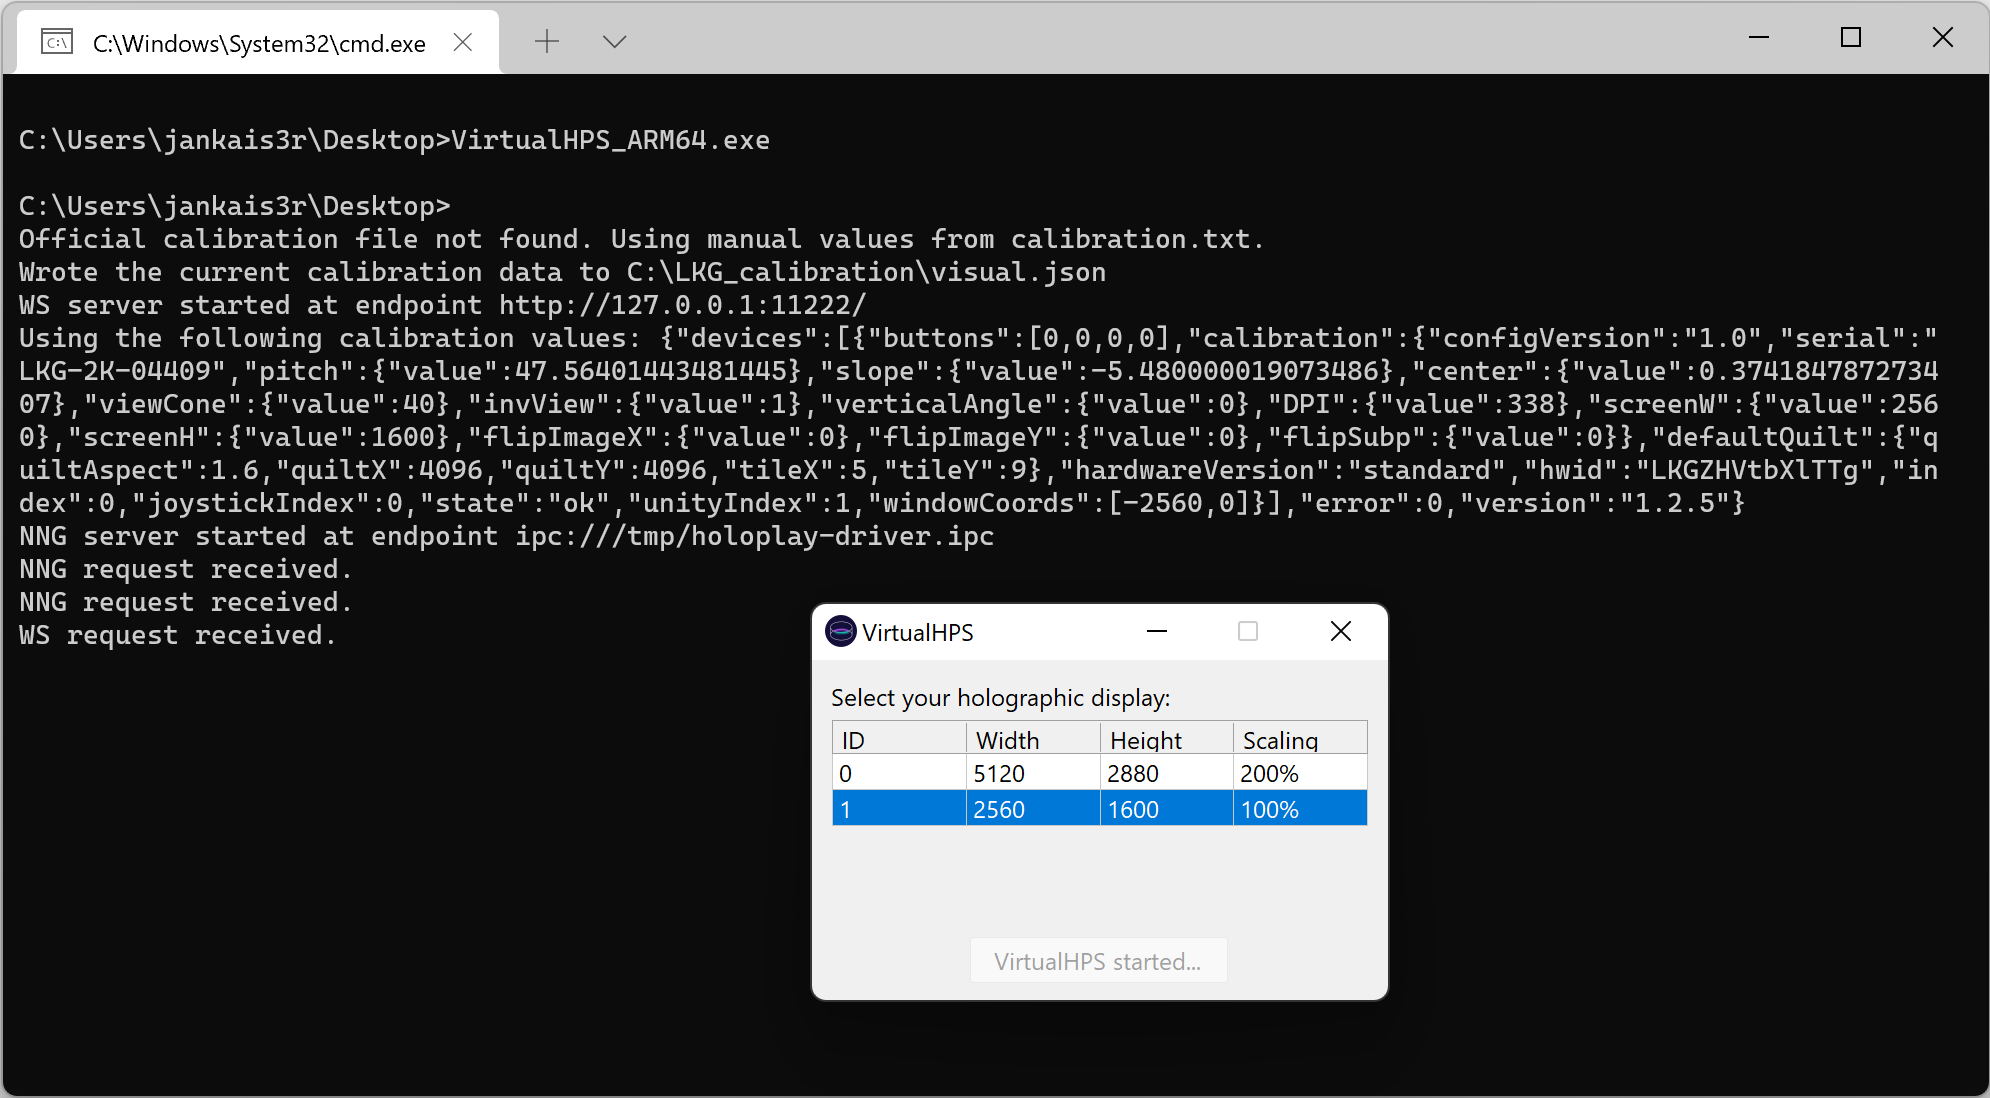 C:\Windows\System32\cmd.exe
C:\Users\jankais3r\Desktop>VirtualHPS_ARM64.exe
C:\Users\jankais3r\Desktop>
Official calibration file not found. Using manual values from calibration.txt.
Wrote the current calibration data to C:\LKG_calibration\visual.json
WS server started at endpoint http://127.0.0.1:11222/
Using the following calibration values: {"devices":[{"buttons":[0,0,0,0],"calibration":{"configVersion":"1.0","serial":"
LKG-2K-04409","pitch":{"value":47.56401443481445},"slope":{"value":-5.480000019073486},"center":{"value":0.3741847872734
07},"viewCone":{"value":40},"invView":{"value":1},"verticalAngle":{"value":0},"DPI":{"value":338},"screenW":{"value":256
0},"screenH":{"value":1600},"flipImageX":{"value":0},"flipImageY":{"value":0},"flipSubp":{"value":0}},"defaultQuilt":{"q
uiltAspect":1.6,"quiltX":4096,"quiltY":4096,"tileX":5,"tileY":9},"hardwareVersion":"standard","hwid":"LKGZHVtbXlTTg","in
dex":0,"joystickIndex":0,"state":"ok","unityIndex":1,"windowCoords":[-2560,0]}],"error":0,"version":"1.2.5"}
NNG server started at endpoint ipc:///tmp/holoplay-driver.ipc
NNG request received.
NNG request received.
WS request received.
VirtualHPS
Select your holographic display:
ID Width Height Scaling
0 5120 2880 200%
1 2560 1600 100%
VirtualHPS started...